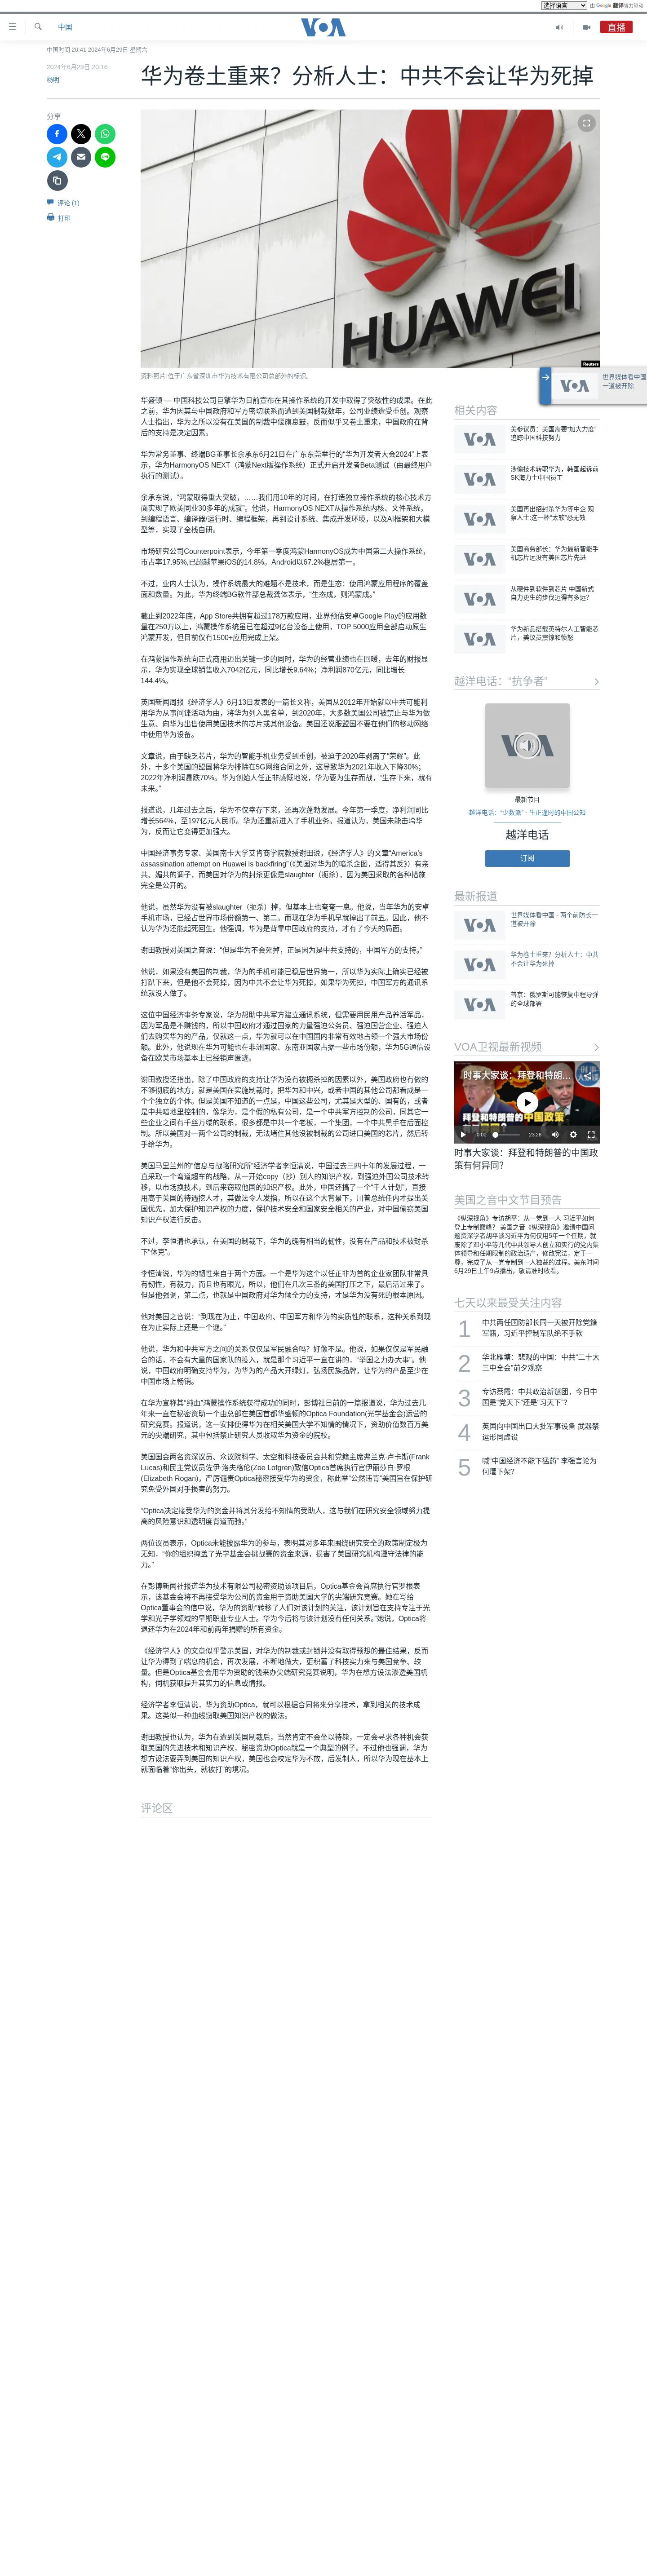 选择语言 由 Google 翻译强力驱动
中国
VOA
直播
中国时间 20:41 2024年6月29日 星期六
2024年6月29日 20:16
杨明
华为卷土重来？分析人士：中共不会让华为死掉
分享
评论 (1)
打印
HUAWEI
Reuters
资料照片:位于广东省深圳市华为技术有限公司总部外的标识。
世界媒体看中国
一道被开除
华盛顿 — 中国科技公司巨擘华为日前宣布在其操作系统的开发中取得了突破性的成果。在此
之前，华为因其与中国政府和军方密切联系而遭到美国制裁数年，公司业绩遭受重创。观察
人士指出，华为之所以没有在美国的制裁中偃旗息鼓，反而似乎又卷土重来，中国政府在背
后的支持是决定因素。
华为常务董事、终端BG董事长余承东6月21日在广东东莞举行的“华为开发者大会2024”上表
示，华为HarmonyOS NEXT（鸿蒙Next版操作系统）正式开启开发者Beta测试（由最终用户
执行的测试）。
余承东说，“鸿蒙取得重大突破，……我们用10年的时间，在打造独立操作系统的核心技术方
面实现了欧美同业30多年的成就”。他说，HarmonyOS NEXT从操作系统内核、文件系统，
到编程语言、编译器/运行时、编程框架，再到设计系统、集成开发环境，以及AI框架和大模
型等，实现了全栈自研。
市场研究公司Counterpoint表示，今年第一季度鸿蒙HarmonyOS成为中国第二大操作系统，
市占率17.95%,已超越苹果iOS的14.8%。Android以67.2%稳居第一。
不过，业内人士认为，操作系统最大的难题不是技术，而是生态：使用鸿蒙应用程序的覆盖
面和数量。为此，华为终端BG软件部总裁龚体表示，“生态成，则鸿蒙成。”
截止到2022年底，App Store共拥有超过178万款应用，业界预估安卓Google Play的应用数
量在250万以上，鸿蒙操作系统虽已在超过9亿台设备上使用，TOP 5000应用全部启动原生
鸿蒙开发，但目前仅有1500+应用完成上架。
在鸿蒙操作系统向正式商用迈出关键一步的同时，华为的经营业绩也在回暖，去年的财报显
示，华为实现全球销售收入7042亿元，同比增长9.64%；净利润870亿元，同比增长
144.4%。
英国新闻周报《经济学人》6月13日发表的一篇长文称，美国从2012年开始就以中共可能利
用华为从事间谍活动为由，将华为列入黑名单，到2020年，大多数美国公司被禁止与华为做
生意、向华为出售使用美国技术的芯片或其他设备。美国还说服盟国不要在他们的移动网络
中使用华为设备。
文章说，由于缺乏芯片，华为的智能手机业务受到重创，被迫于2020年剥离了“荣耀”。此
外，十多个美国的盟国将华为排除在5G网络合同之外，这导致华为2021年收入下降30%；
2022年净利润暴跌70%。华为创始人任正非感慨地说，华为要为生存而战，“生存下来，就有
未来。”
报道说，几年过去之后，华为不仅幸存下来，还再次蓬勃发展。今年第一季度，净利润同比
增长564%，至197亿元人民币。华为还重新进入了手机业务。报道认为，美国未能击垮华
为，反而让它变得更加强大。
中国经济事务专家、美国南卡大学艾肯商学院教授谢田说，《经济学人》的文章“America’s
assassination attempt on Huawei is backfiring”（《美国对华为的暗杀企图，适得其反》）有亲
共、媚共的调子，而美国对华为的封杀更像是slaughter（扼杀），因为美国采取的各种措施
完全是公开的。
他说，虽然华为没有被slaughter（扼杀）掉，但基本上也奄奄一息。他说，当年华为的安卓
手机市场，已经占世界市场份额第一、第二。而现在华为手机早就掉出了前五。因此，他不
认为华为还能起死回生。他强调，华为是背靠中国政府的支持，才有了今天的局面。
谢田教授对美国之音说：“但是华为不会死掉，正是因为是中共支持的，中国军方的支持。”
他说，如果没有美国的制裁，华为的手机可能已稳居世界第一，所以华为实际上确实已经被
打趴下来，但是他不会死掉，因为中共不会让华为死掉，如果华为死掉，中国军方的通讯系
统就没人做了。
这位中国经济事务专家说，华为帮助中共军方建立通讯系统，但需要用民用产品养活军品，
因为军品是不赚钱的，所以中国政府才通过国家的力量强迫公务员、强迫国营企业、强迫人
们去购买华为的产品，仅就这一点，华为就可以在中国国内非常有效地占领一个强大市场份
额。此外，他说现在华为可能也在非洲国家、东南亚国家占据一些市场份额，华为5G通信设
备在欧美市场基本上已经销声匿迹。
谢田教授还指出，除了中国政府的支持让华为没有被扼杀掉的因素以外，美国政府也有做的
不够彻底的地方，就是美国在实施制裁时，把华为和中兴，或者中国的其他公司都看成是一
个个独立的个体。但是美国不知道的一点是，中国这些公司，尤其是大型的、国有的，或者
是中共暗地里控制的，像华为，是个假的私有公司，是一个中共军方控制的公司，同其它一
些企业之间有千丝万缕的联系，很多都是中共一个老板，一个集团，一个中共黑手在后面控
制。所以美国对一两个公司的制裁，无法堵住其他没被制裁的公司进口美国的芯片，然后转
手给华为。
美国马里兰州的“信息与战略研究所”经济学者李恒清说，中国过去三四十年的发展过程，一
直采取一个弯道超车的战略，从一开始copy（抄）别人的知识产权，到强迫外国公司技术转
移，以市场换技术，到后来窃取他国的知识产权。此外，中国还搞了一个“千人计划”，直接
用高于美国的待遇挖人才，其做法令人发指。所以在这个大背景下，川普总统任内才提出美
国优先，加大保护知识产权的力度，保护技术安全和国家安全相关的产业，对中国偷窃美国
知识产权进行反击。
不过，李恒清也承认，在美国的制裁下，华为的确有相当的韧性，没有在产品和技术被封杀
下“休克”。
李恒清说，华为的韧性来自于两个方面。一个是华为这个以任正非为首的企业家团队非常具
有韧性，有毅力，而且也有眼光，所以，他们在几次三番的美国打压之下，最后活过来了。
但是他强调，第二点，也就是中国政府对华为倾全力的支持，才是华为没有死的根本原因。
他对美国之音说：“到现在为止，中国政府、中国军方和华为的实质性的联系，这种关系到现
在为止实际上还是一个谜。”
他说，华为和中共军方之间的关系仅仅是军民融合吗？好像不是。他说，如果仅仅是军民融
合的话，不会有大量的国家队的投入，就是那个习近平一直在讲的，“举国之力办大事”。他
说，中国政府明确支持华为，为华为的产品大开绿灯，弘扬民族品牌，让华为的产品至少在
中国市场上畅销。
在华为宣称其“纯血”鸿蒙操作系统获得成功的同时，彭博社日前的一篇报道说，华为过去几
年来一直在秘密资助一个由总部在美国首都华盛顿的Optica Foundation(光学基金会)运营的
研究竞赛。报道说，这一安排使得华为在相关美国大学不知情的情况下，资助价值数百万美
元的尖端研究，其中包括禁止研究人员收取华为资金的院校。
美国国会两名资深议员、众议院科学、太空和科技委员会共和党籍主席弗兰克·卢卡斯(Frank
Lucas)和民主党议员佐伊·洛夫格伦(Zoe Lofgren)致信Optica首席执行官伊丽莎白·罗根
(Elizabeth Rogan)，严厉谴责Optica秘密接受华为的资金，称此举“公然违背”美国旨在保护研
究免受外国对手损害的努力。
“Optica决定接受华为的资金并将其分发给不知情的受助人，这与我们在研究安全领域努力提
高的风险意识和透明度背道而驰。”
两位议员表示，Optica未能披露华为的参与，表明其对多年来围绕研究安全的政策制定极为
无知，“你的组织掩盖了光学基金会挑战赛的资金来源，损害了美国研究机构遵守法律的能
力。”
在彭博新闻社报道华为技术有限公司秘密资助该项目后，Optica基金会首席执行官罗根表
示，该基金会将不再接受华为公司的资金用于资助美国大学的尖端研究竞赛。她在写给
Optica董事会的信中说，华为的资助“转移了人们对该计划的关注，该计划旨在支持专注于光
学和光子学领域的早期职业专业人士。华为今后将与该计划没有任何关系。”她说，Optica将
退还华为在2024年和前两年捐赠的所有资金。
《经济学人》的文章似乎警示美国，对华为的制裁或封锁并没有取得预想的最佳结果，反而
让华为得到了喘息的机会，再次发展，不断地做大，更积蓄了科技实力来与美国竞争、较
量。但是Optica基金会用华为资助的钱来办尖端研究竞赛说明，华为在想方设法渗透美国机
构，伺机获取提升其实力的信息或情报。
经济学者李恒清说，华为资助Optica，就可以根据合同将来分享技术，拿到相关的技术成
果。这类似一种曲线窃取美国知识产权的做法。
谢田教授也认为，华为在遭到美国制裁后，当然肯定不会坐以待毙，一定会寻求各种机会获
取美国的先进技术和知识产权，秘密资助Optica就是一个典型的例子。不过他也强调，华为
想方设法要弄到美国的知识产权，美国也会咬定华为不放，后发制人，所以华为现在基本上
就面临着“你出头，就被打”的境况。
评论区
相关内容
美参议员：美国需要“加大力度”
追踪中国科技努力
涉偷技术转职华为，韩国起诉前
SK海力士中国员工
美国再出招封杀华为等中企 观
察人士:这一棒“太软”恐无效
美国商务部长：华为最新智能手
机芯片远没有美国芯片先进
从硬件到软件到芯片 中国新式
自力更生的步伐迈得有多远？
华为新品搭载英特尔人工智能芯
片，美议员震惊和愤怒
越洋电话：“抗争者”
最新节目
越洋电话：“少数派” - 生正逢时的中国公知
越洋电话
订阅
最新报道
世界媒体看中国 - 两个前防长一
道被开除
华为卷土重来？分析人士：中共
不会让华为死掉
普京：俄罗斯可能恢复中程导弹
的全球部署
VOA卫视最新视频
时事大家谈：拜登和特朗…
拜登和特朗普的中国政策
0:00 23:28
时事大家谈：拜登和特朗普的中国政
策有何异同？
美国之音中文节目预告
《纵深视角》专访胡平：从一党到一人 习近平如何
登上专制巅峰？ 美国之音《纵深视角》邀请中国问
题资深学者胡平谈习近平为何仅用5年一个任期，就
废除了邓小平等几代中共领导人创立和实行的党内集
体领导和任期限制的政治遗产，修改宪法，定于一
尊，完成了从一党专制到一人独裁的过程。美东时间
6月29日上午9点播出，敬请准时收看。
七天以来最受关注内容
1 中共两任国防部长同一天被开除党籍
军籍，习近平控制军队绝不手软
2 华北雁塘：悲观的中国：中共“二十大
三中全会”前夕观察
3 专访蔡霞：中共政治新谜团，今日中
国是“党天下”还是“习天下”？
4 英国向中国出口大批军事设备 武器禁
运形同虚设
5 喊“中国经济不能下猛药” 李强言论为
何遭下架？